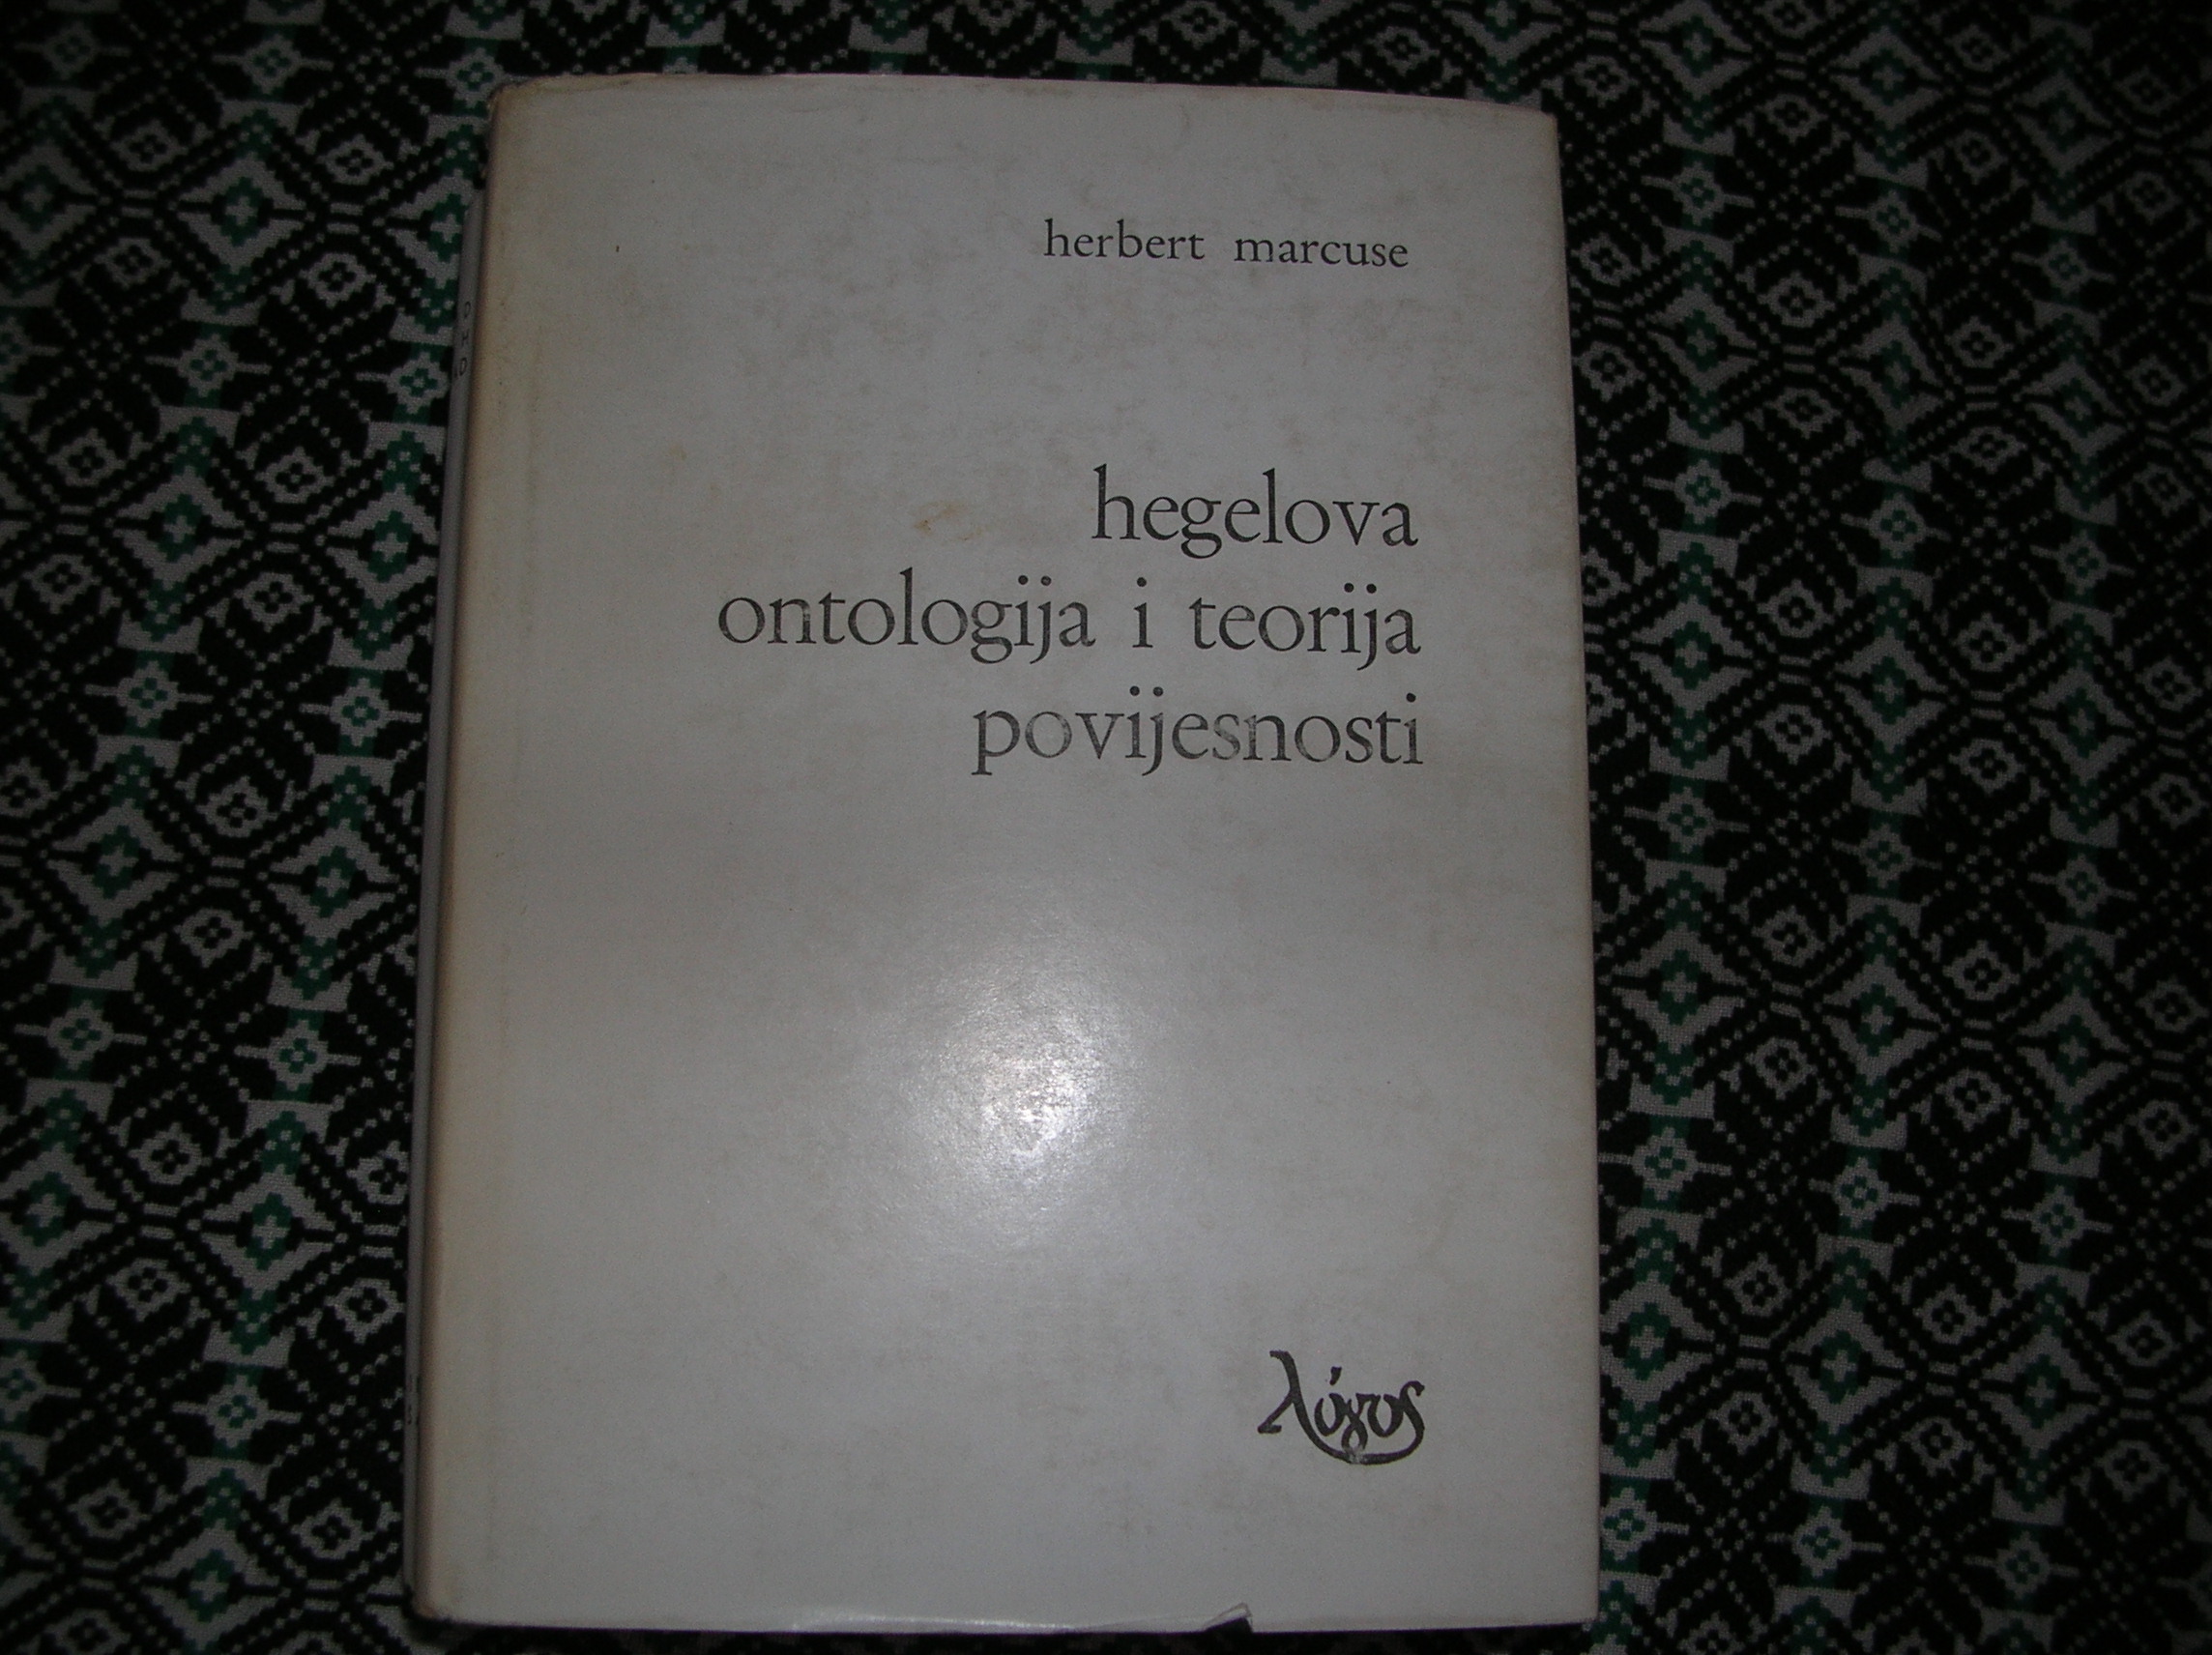 herbert marcuse
hegelova
ontologija i teorija
povijesnosti
λόγος